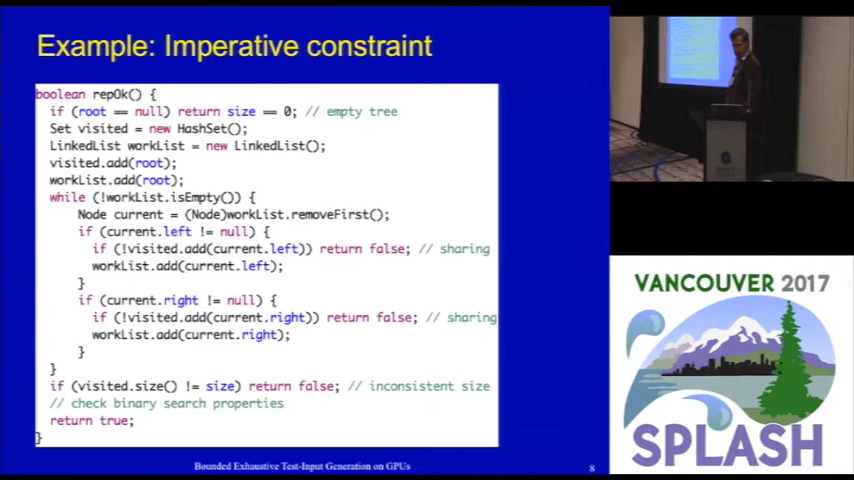 Example: Imperative constraint
boolean repOk() {
if (root == null) return size == 0; // empty tree
Set visited = new HashSet();
LinkedList workList = new LinkedList();
visited.add(root);
workList.add(root);
while (!workList.isEmpty()) {
Node current = (Node)workList.removeFirst();
if (current.left != null) {
if (!visited.add(current.left)) return false; // sharing
workList.add(current.left);
}
if (current.right != null) {
if (!visited.add(current.right)) return false; // sharing
workList.add(current.right);
}
}
if (visited.size() != size) return false; // inconsistent size
// check binary search properties
return true;
}
Bounded Exhaustive Test-Input Generation on GPUs
8
VANCOUVER 2017
SPLASH